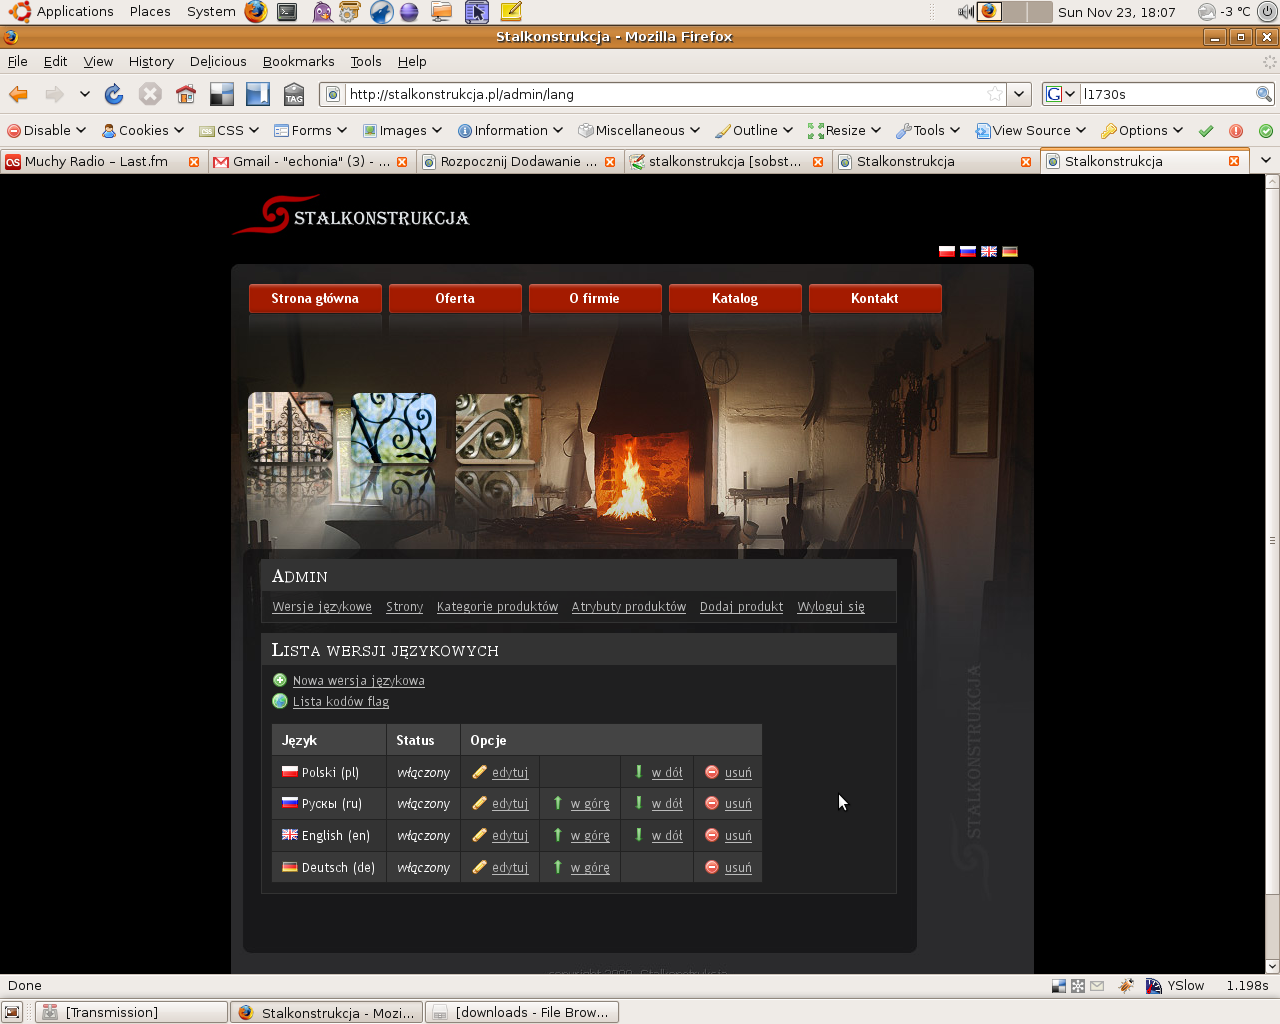 Applications Places System Sun Nov 23, 18:07 -3 °C
Stalkonstrukcja - Mozilla Firefox
File Edit View History Delicious Bookmarks Tools Help
TAG http://stalkonstrukcja.pl/admin/lang G l1730s
Disable Cookies CSS Forms Images Information Miscellaneous Outline Resize Tools View Source Options
Muchy Radio – Last.fm Gmail - "echonia" (3) - ... Rozpocznij Dodawanie ... stalkonstrukcja [sobst... Stalkonstrukcja Stalkonstrukcja
STALKONSTRUKCJA
Strona główna Oferta O firmie Katalog Kontakt
Admin
Wersje językowe Strony Kategorie produktów Atrybuty produktów Dodaj produkt Wyloguj się
Lista wersji językowych
Nowa wersja językowa
Lista kodów flag
Język Status Opcje
Polski (pl) włączony edytuj w dół usuń
Рускы (ru) włączony edytuj w górę w dół usuń
English (en) włączony edytuj w górę w dół usuń
Deutsch (de) włączony edytuj w górę usuń
STALKONSTRUKCJA
Done YSlow 1.198s
[Transmission] Stalkonstrukcja - Mozi... [downloads - File Brow...